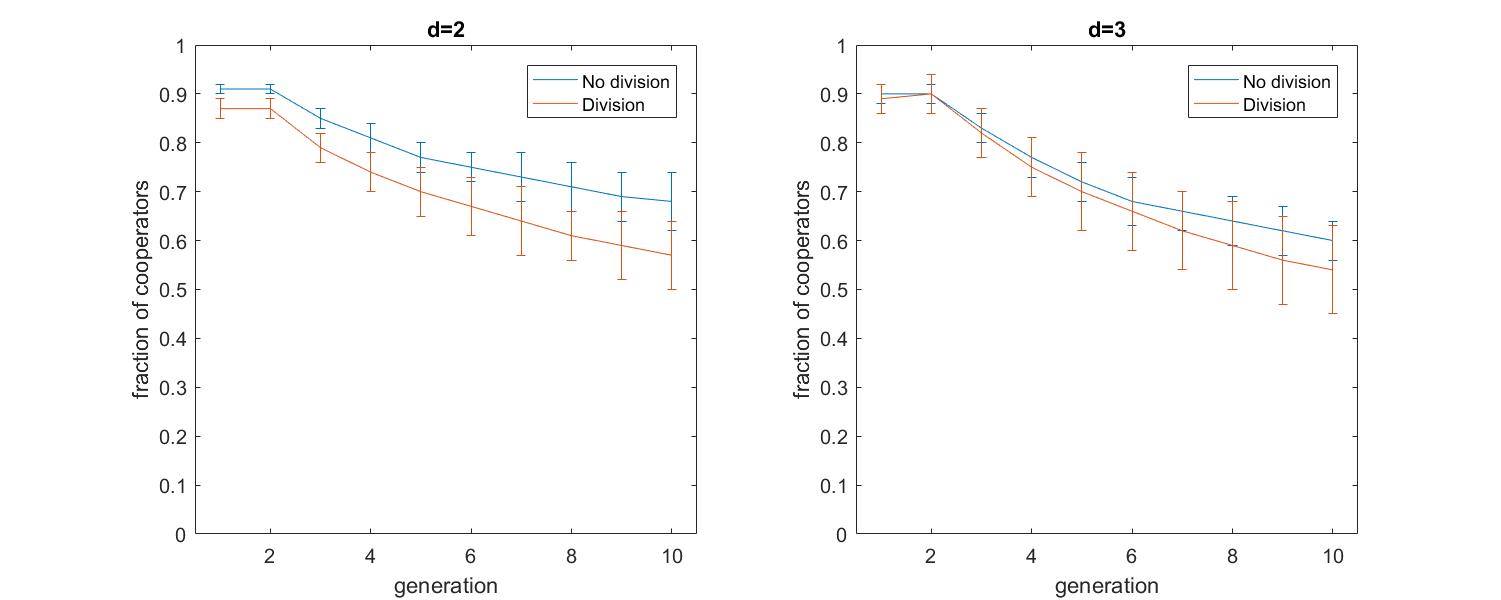 d=2
1
0.9
0.8
0.7
0.6
0.5
0.4
0.3
0.2
0.1
0
fraction of cooperators
No division
Division
2 4 6 8 10
generation
d=3
1
0.9
0.8
0.7
0.6
0.5
0.4
0.3
0.2
0.1
0
fraction of cooperators
No division
Division
2 4 6 8 10
generation